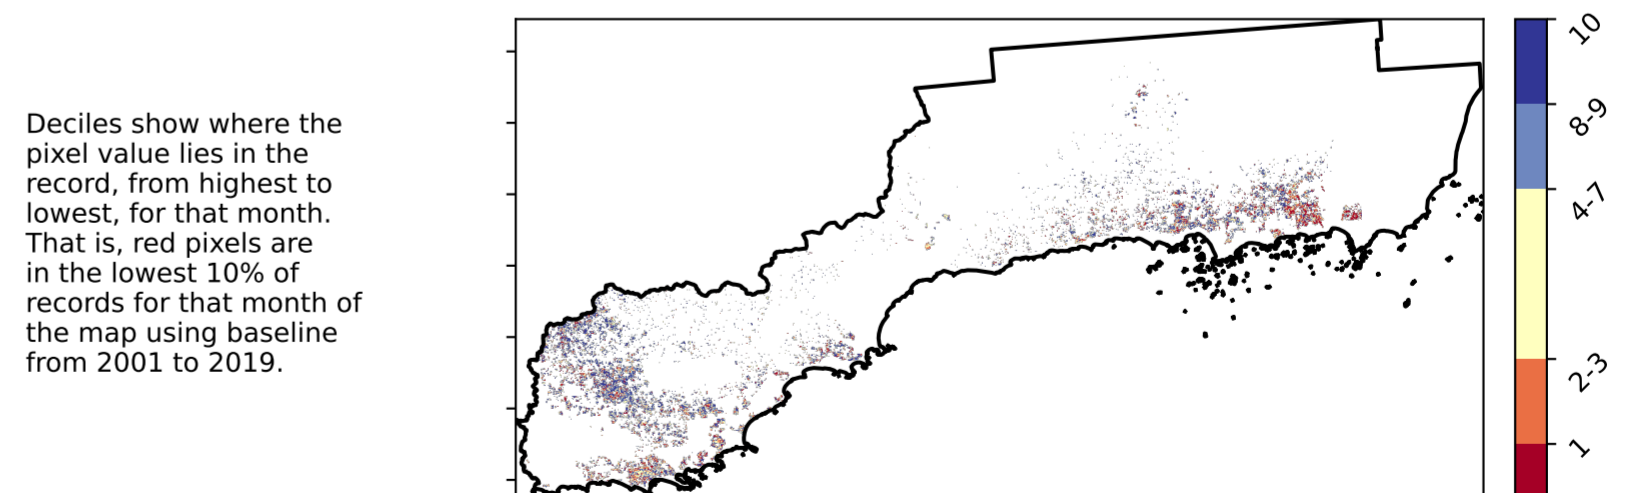 Deciles show where the
pixel value lies in the
record, from highest to
lowest, for that month.
That is, red pixels are
in the lowest 10% of
records for that month of
the map using baseline
from 2001 to 2019.
10
8-9
4-7
2-3
1